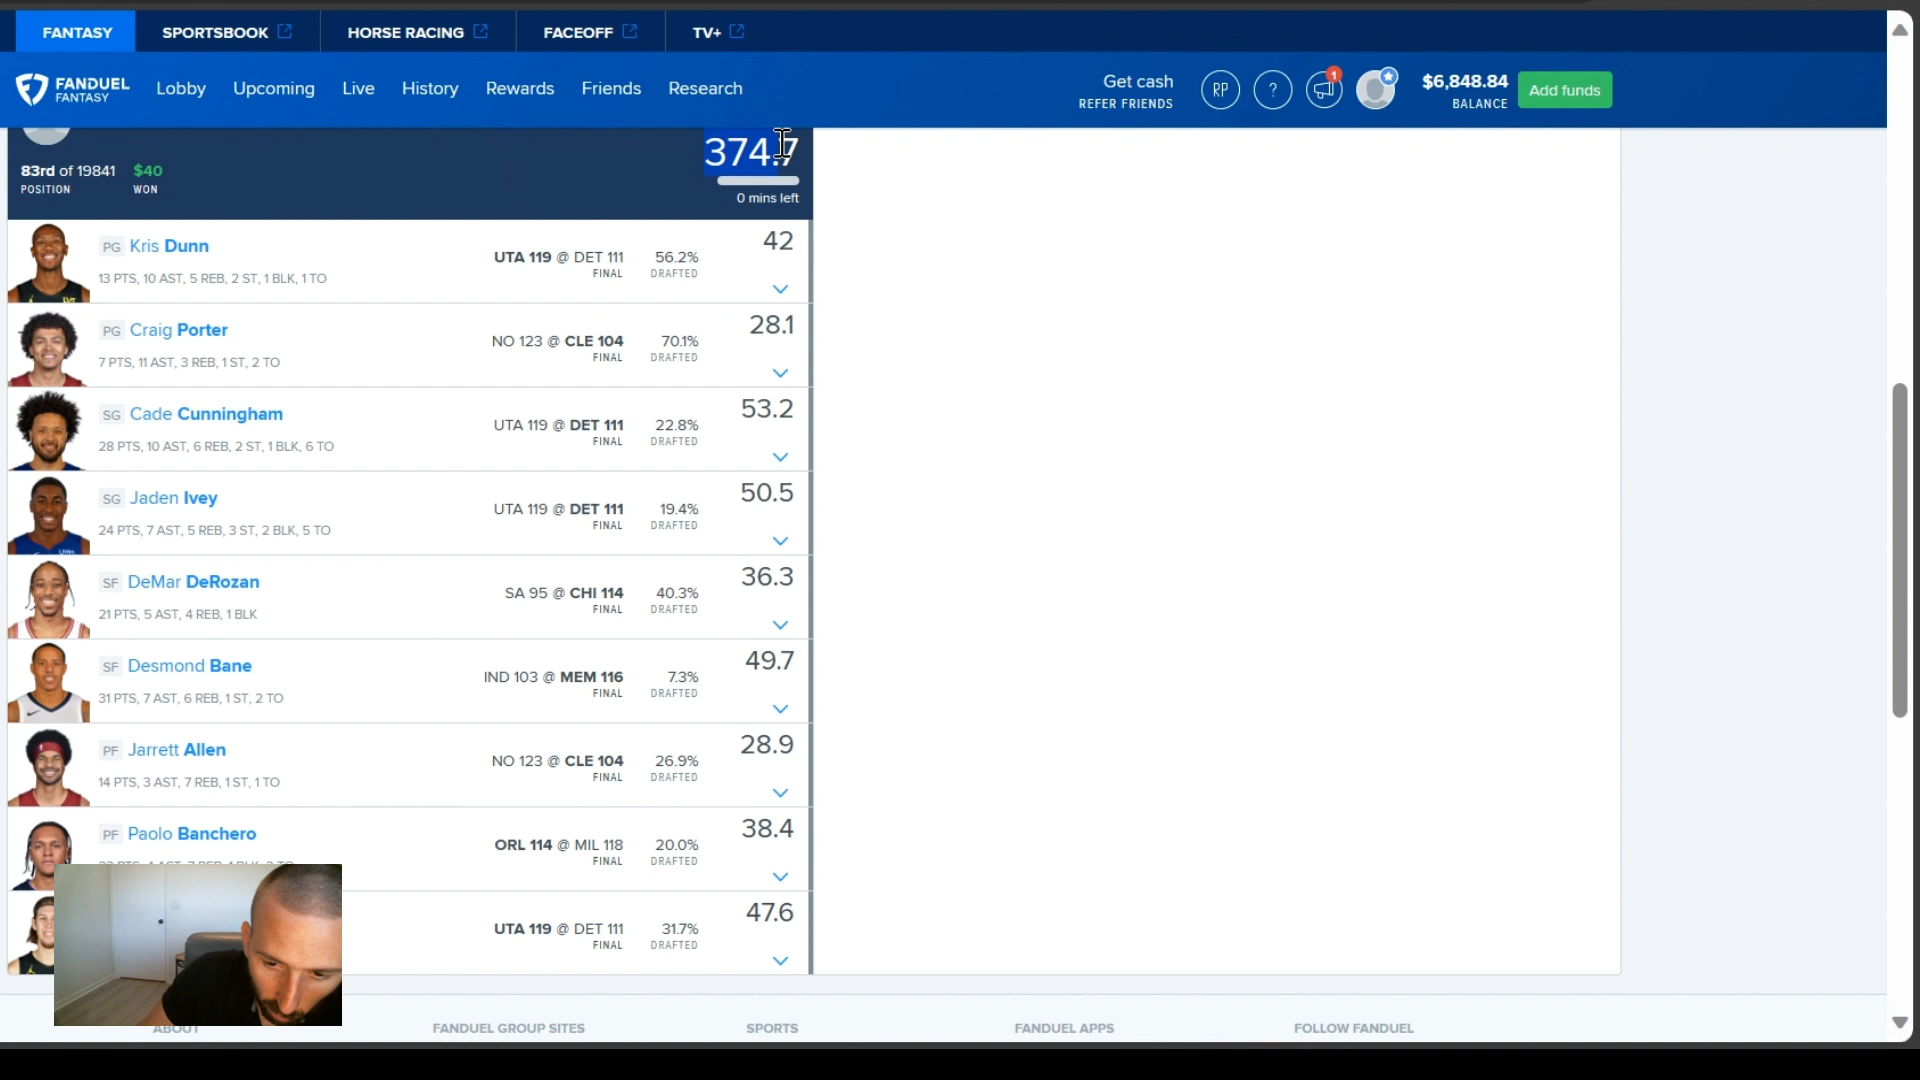 FANTASY SPORTSBOOK HORSE RACING FACEOFF TV+
FANDUEL FANTASY Lobby Upcoming Live History Rewards Friends Research Get cash REFER FRIENDS RP ? 1 $6,848.84 BALANCE Add funds
374.7
83rd of 19841 $40
POSITION WON
0 mins left
PG Kris Dunn UTA 119 @ DET 111 56.2% 42
13 PTS, 10 AST, 5 REB, 2 ST, 1 BLK, 1 TO FINAL DRAFTED
PG Craig Porter NO 123 @ CLE 104 70.1% 28.1
7 PTS, 11 AST, 3 REB, 1 ST, 2 TO FINAL DRAFTED
SG Cade Cunningham UTA 119 @ DET 111 22.8% 53.2
28 PTS, 10 AST, 6 REB, 2 ST, 1 BLK, 6 TO FINAL DRAFTED
SG Jaden Ivey UTA 119 @ DET 111 19.4% 50.5
24 PTS, 7 AST, 5 REB, 3 ST, 2 BLK, 5 TO FINAL DRAFTED
SF DeMar DeRozan SA 95 @ CHI 114 40.3% 36.3
21 PTS, 5 AST, 4 REB, 1 BLK FINAL DRAFTED
SF Desmond Bane IND 103 @ MEM 116 7.3% 49.7
31 PTS, 7 AST, 6 REB, 1 ST, 2 TO FINAL DRAFTED
PF Jarrett Allen NO 123 @ CLE 104 26.9% 28.9
14 PTS, 3 AST, 7 REB, 1 ST, 1 TO FINAL DRAFTED
PF Paolo Banchero ORL 114 @ MIL 118 20.0% 38.4
FINAL DRAFTED
UTA 119 @ DET 111 31.7% 47.6
FINAL DRAFTED
ABOUT FANDUEL GROUP SITES SPORTS FANDUEL APPS FOLLOW FANDUEL